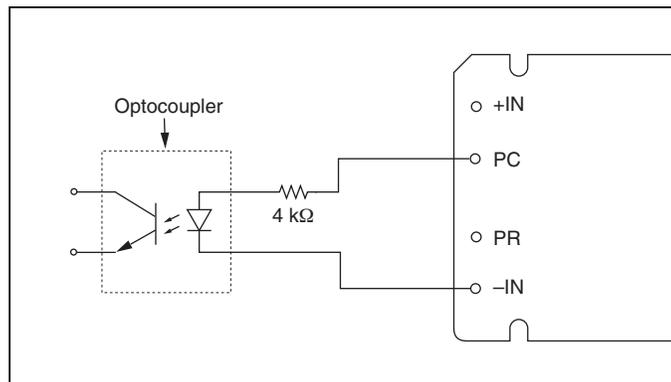 Optocoupler
+IN
PC
4 kΩ
PR
–IN